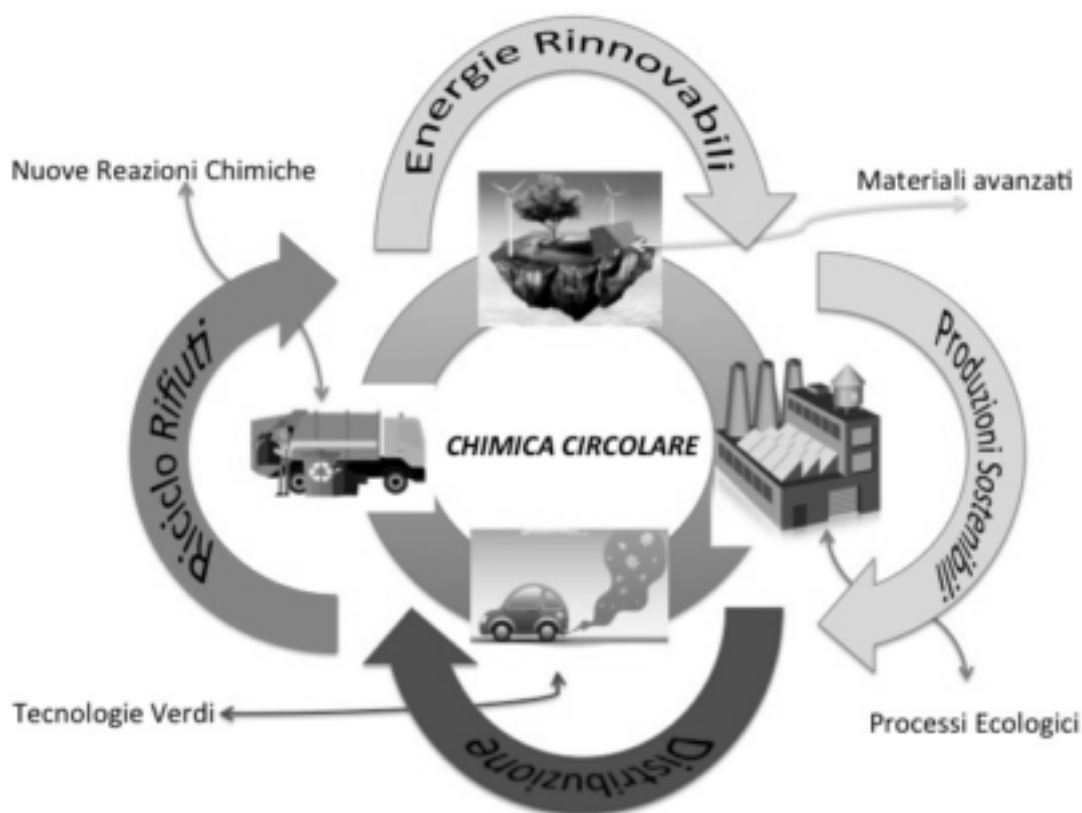 Energie Rinnovabili
Nuove Reazioni Chimiche
Materiali avanzati
Riciclo Rifiuti
Produzioni Sostenibili
CHIMICA CIRCOLARE
Tecnologie Verdi
Processi Ecologici
Distribuzione